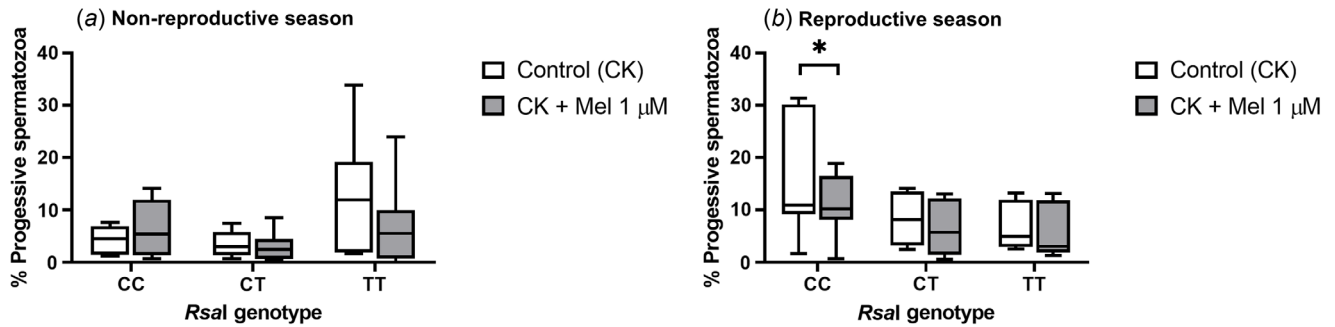 (a) Non-reproductive season
% Progessive spermatozoa
40
30
20
10
0
CC CT TT
RsaI genotype
Control (CK)
CK + Mel 1 μM
(b) Reproductive season
% Progessive spermatozoa
40
30
20
10
0
*
CC CT TT
RsaI genotype
Control (CK)
CK + Mel 1 μM